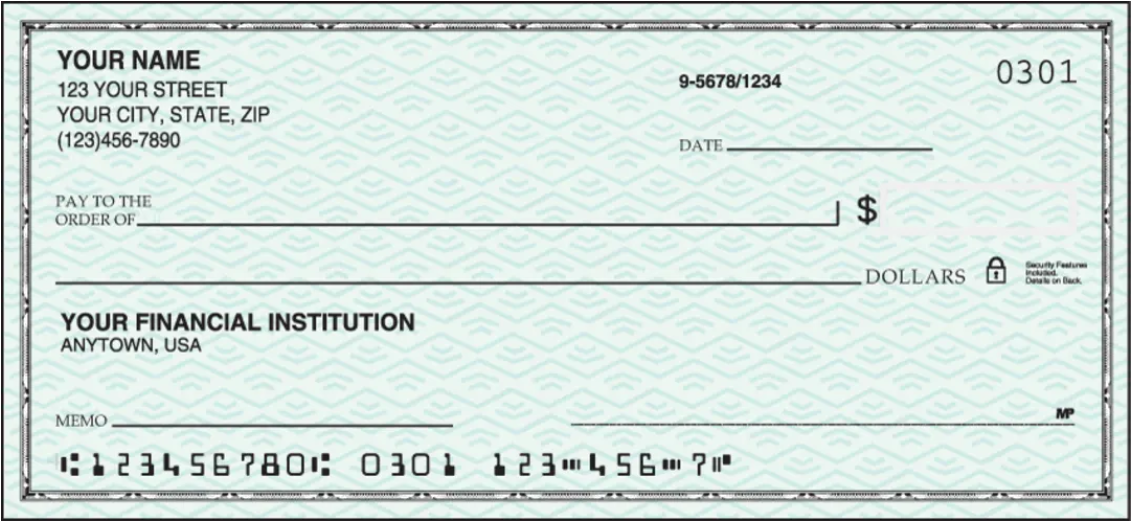 YOUR NAME
123 YOUR STREET
YOUR CITY, STATE, ZIP
(123)456-7890
9-5678/1234
0301
DATE
PAY TO THE
ORDER OF
$
DOLLARS
Security Features
Included.
Details on Back.
YOUR FINANCIAL INSTITUTION
ANYTOWN, USA
MEMO
MP
⑆123456780⑆ 0301 123⑉456⑉7⑈